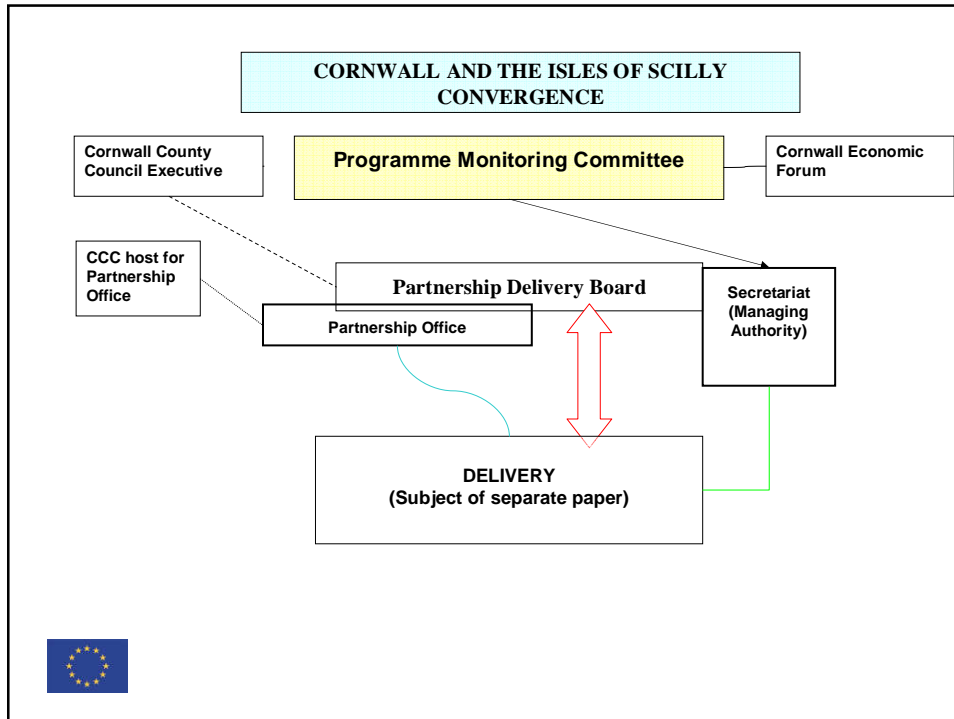 CORNWALL AND THE ISLES OF SCILLY
CONVERGENCE
Cornwall County
Council Executive
Programme Monitoring Committee
Cornwall Economic
Forum
CCC host for
Partnership
Office
Partnership Delivery Board
Partnership Office
Secretariat
(Managing
Authority)
DELIVERY
(Subject of separate paper)